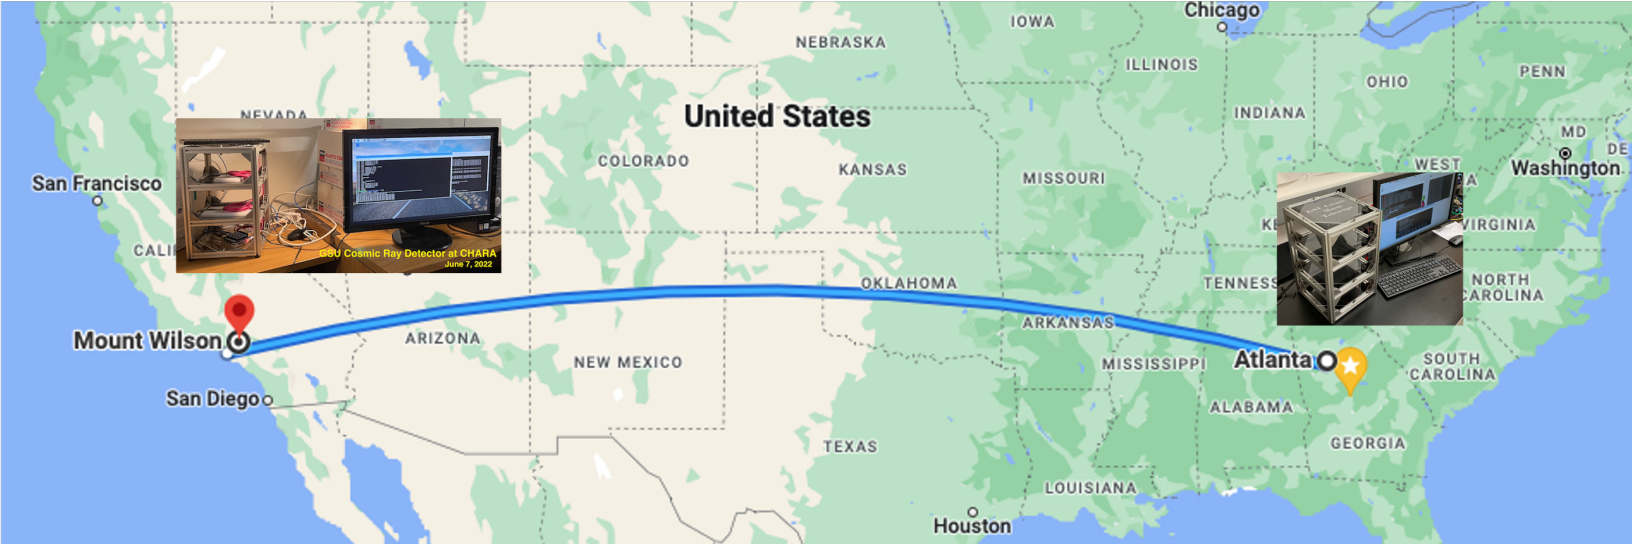 Chicago
IOWA
NEBRASKA
ILLINOIS
OHIO
PENN
NEVADA
United States
INDIANA
MD
DE
COLORADO
KANSAS
MISSOURI
WEST
Washington
San Francisco
VIRGINIA
CALI
GSU Cosmic Ray Detector at CHARA
June 7, 2022
OKLAHOMA
TENNESS
NORTH
CAROLINA
Mount Wilson
ARIZONA
ARKANSAS
NEW MEXICO
MISSISSIPPI
Atlanta
SOUTH
CAROLINA
San Diego
ALABAMA
TEXAS
GEORGIA
LOUISIANA
Houston